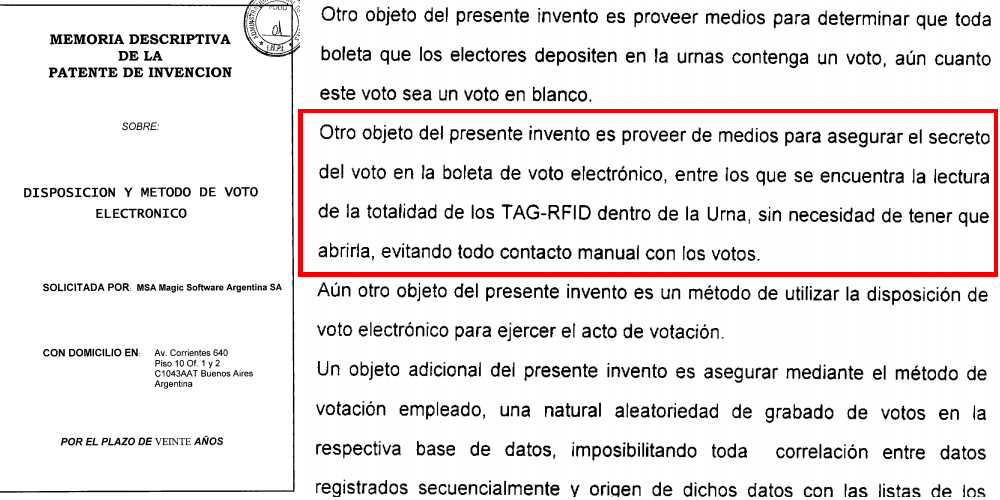 FOLIO
01
I.N.P.I.
MEMORIA DESCRIPTIVA
DE LA
PATENTE DE INVENCION
SOBRE:
DISPOSICION Y METODO DE VOTO
ELECTRONICO
SOLICITADA POR: MSA Magic Software Argentina SA
CON DOMICILIO EN: Av. Corrientes 640
Piso 10 Of. 1 y 2
C1043AAT Buenos Aires
Argentina
POR EL PLAZO DE VEINTE AÑOS
Otro objeto del presente invento es proveer medios para determinar que toda
boleta que los electores depositen en la urnas contenga un voto, aún cuanto
este voto sea un voto en blanco.
Otro objeto del presente invento es proveer de medios para asegurar el secreto
del voto en la boleta de voto electrónico, entre los que se encuentra la lectura
de la totalidad de los TAG-RFID dentro de la Urna, sin necesidad de tener que
abrirla, evitando todo contacto manual con los votos.
Aún otro objeto del presente invento es un método de utilizar la disposición de
voto electrónico para ejercer el acto de votación.
Un objeto adicional del presente invento es asegurar mediante el método de
votación empleado, una natural aleatoriedad de grabado de votos en la
respectiva base de datos, imposibilitando toda correlación entre datos
registrados secuencialmente y origen de dichos datos con las listas de los